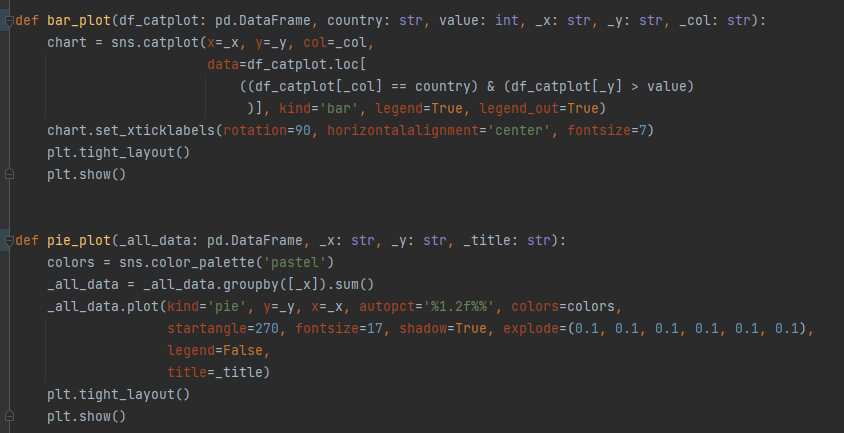 def bar_plot(df_catplot: pd.DataFrame, country: str, value: int, _x: str, _y: str, _col: str):
    chart = sns.catplot(x=_x, y=_y, col=_col,
                        data=df_catplot.loc[
                            ((df_catplot[_col] == country) & (df_catplot[_y] > value)
                             )], kind='bar', legend=True, legend_out=True)
    chart.set_xticklabels(rotation=90, horizontalalignment='center', fontsize=7)
    plt.tight_layout()
    plt.show()
def pie_plot(_all_data: pd.DataFrame, _x: str, _y: str, _title: str):
    colors = sns.color_palette('pastel')
    _all_data = _all_data.groupby([_x]).sum()
    _all_data.plot(kind='pie', y=_y, x=_x, autopct='%1.2f%%', colors=colors,
                   startangle=270, fontsize=17, shadow=True, explode=(0.1, 0.1, 0.1, 0.1, 0.1, 0.1),
                   legend=False,
                   title=_title)
    plt.tight_layout()
    plt.show()